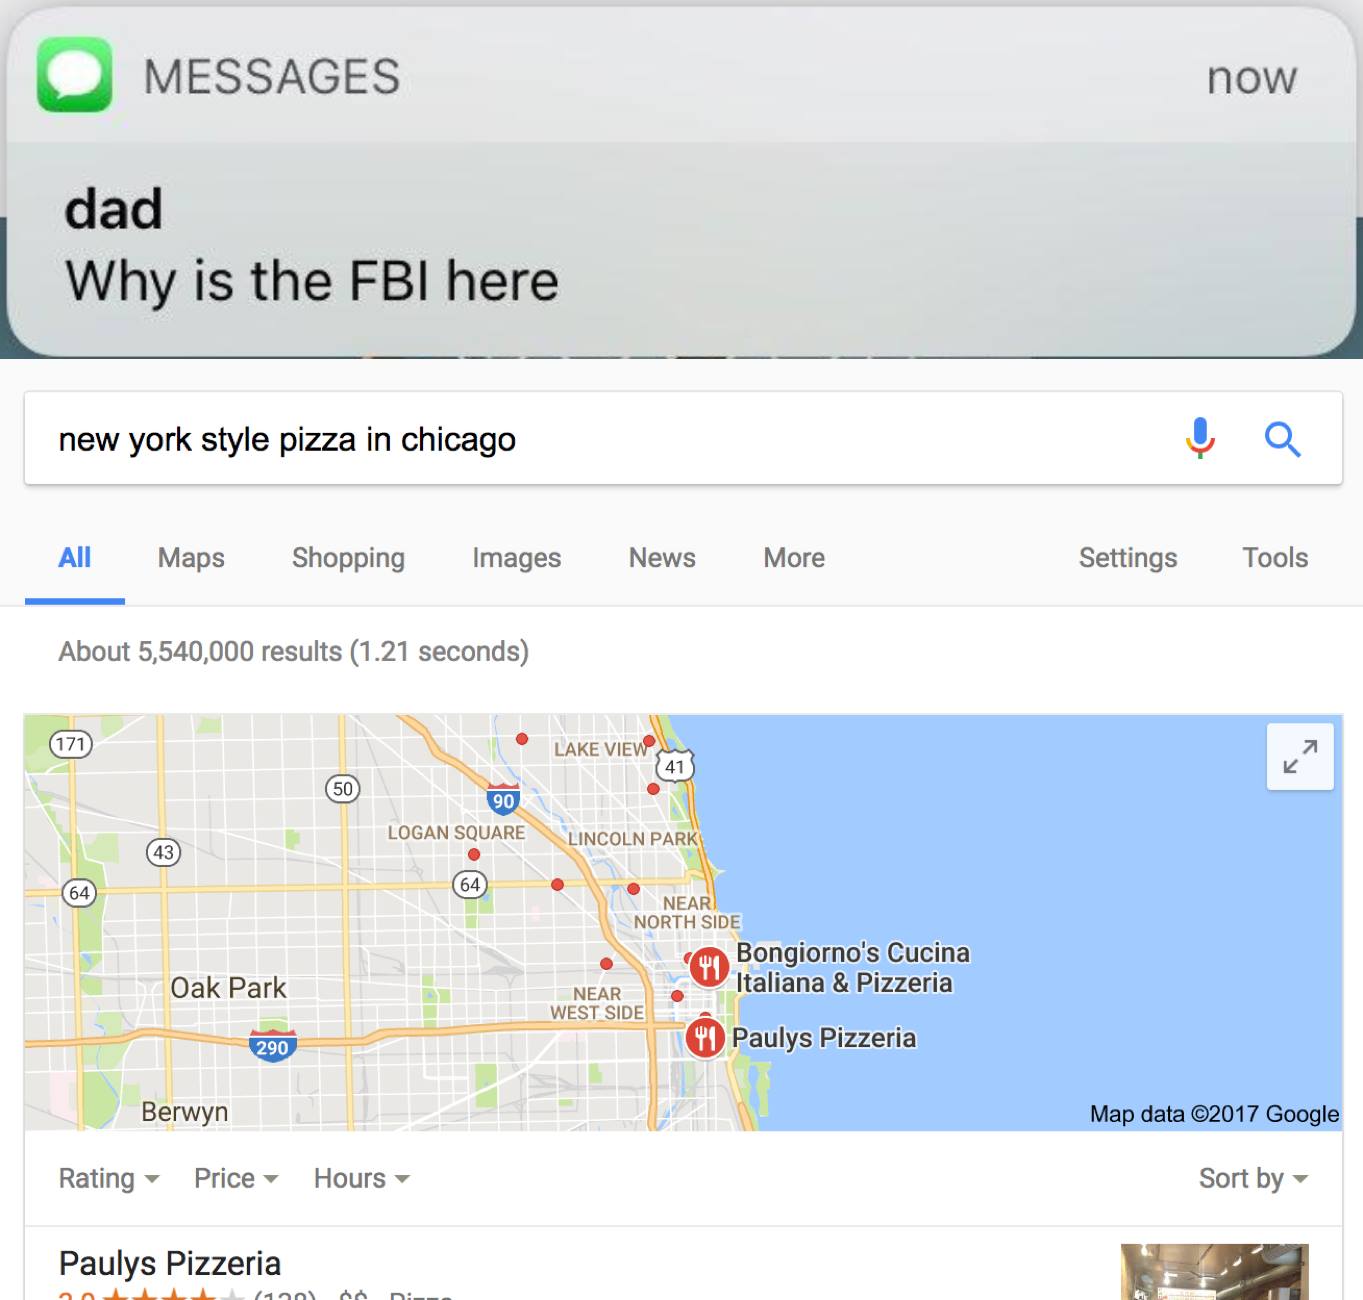 MESSAGES now
dad
Why is the FBI here
new york style pizza in chicago
All Maps Shopping Images News More Settings Tools
About 5,540,000 results (1.21 seconds)
171
LAKE VIEW
41
50
90
LOGAN SQUARE
LINCOLN PARK
43
64
64
NEAR
NORTH SIDE
Bongiorno's Cucina
Italiana & Pizzeria
Oak Park
NEAR
WEST SIDE
Paulys Pizzeria
290
Berwyn
Map data ©2017 Google
Rating Price Hours Sort by
Paulys Pizzeria
$$ Pizza